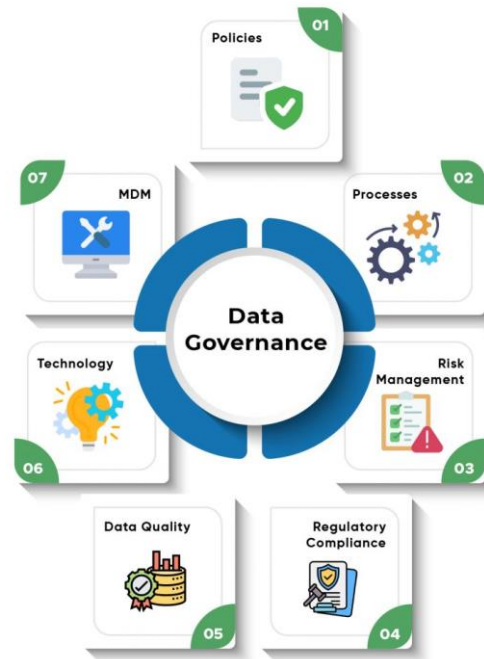 01
Policies
02
Processes
03
Risk
Management
04
Regulatory
Compliance
05
Data Quality
06
Technology
07
MDM
Data
Governance